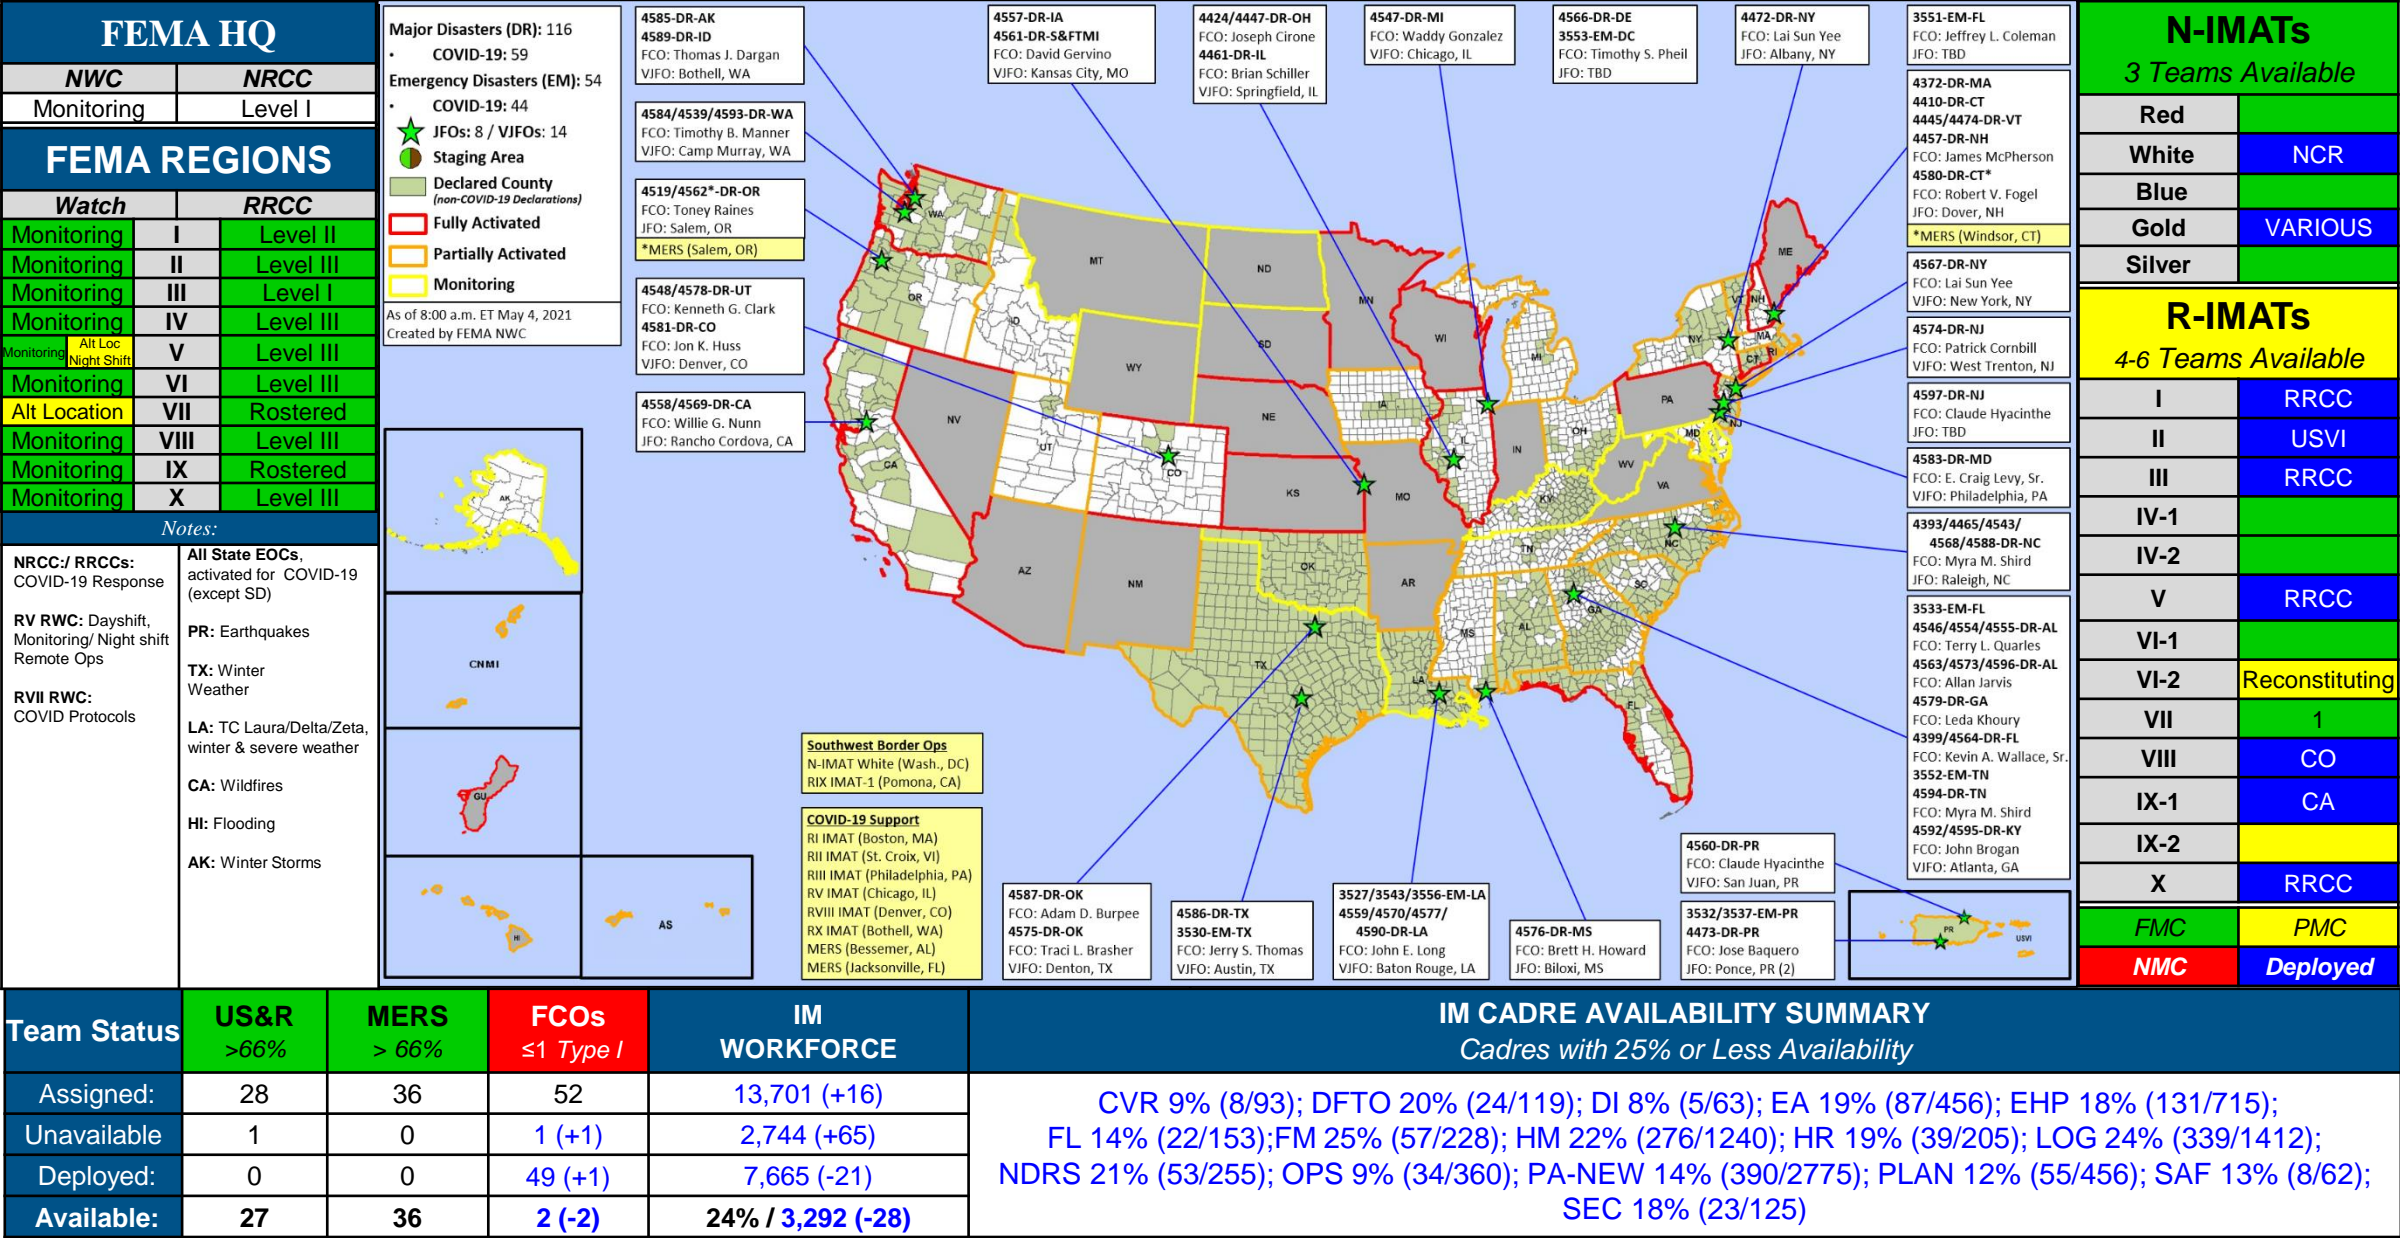 FEMA HQ
NWC NRCC
Monitoring Level I
FEMA REGIONS
Watch RRCC
Monitoring I Level II
Monitoring II Level III
Monitoring III Level I
Monitoring IV Level III
Monitoring Alt Loc Night Shift V Level III
Monitoring VI Level III
Alt Location VII Rostered
Monitoring VIII Level III
Monitoring IX Rostered
Monitoring X Level III
Notes:
NRCC:/ RRCCs:
COVID-19 Response
RV RWC: Dayshift,
Monitoring/ Night shift
Remote Ops
RVII RWC:
COVID Protocols
All State EOCs,
activated for COVID-19
(except SD)
PR: Earthquakes
TX: Winter
Weather
LA: TC Laura/Delta/Zeta,
winter & severe weather
CA: Wildfires
HI: Flooding
AK: Winter Storms
Major Disasters (DR): 116
· COVID-19: 59
Emergency Disasters (EM): 54
· COVID-19: 44
JFOs: 8 / VJFOs: 14
Staging Area
Declared County
(non-COVID-19 Declarations)
Fully Activated
Partially Activated
Monitoring
As of 8:00 a.m. ET May 4, 2021
Created by FEMA NWC
4585-DR-AK
4589-DR-ID
FCO: Thomas J. Dargan
VJFO: Bothell, WA
4584/4539/4593-DR-WA
FCO: Timothy B. Manner
VJFO: Camp Murray, WA
4519/4562*-DR-OR
FCO: Toney Raines
JFO: Salem, OR
*MERS (Salem, OR)
4548/4578-DR-UT
FCO: Kenneth G. Clark
4581-DR-CO
FCO: Jon K. Huss
VJFO: Denver, CO
4558/4569-DR-CA
FCO: Willie G. Nunn
JFO: Rancho Cordova, CA
4557-DR-IA
4561-DR-S&FTMI
FCO: David Gervino
VJFO: Kansas City, MO
4424/4447-DR-OH
FCO: Joseph Cirone
4461-DR-IL
FCO: Brian Schiller
VJFO: Springfield, IL
4547-DR-MI
FCO: Waddy Gonzalez
VJFO: Chicago, IL
4566-DR-DE
3553-EM-DC
FCO: Timothy S. Pheil
JFO: TBD
4472-DR-NY
FCO: Lai Sun Yee
JFO: Albany, NY
3551-EM-FL
FCO: Jeffrey L. Coleman
JFO: TBD
4372-DR-MA
4410-DR-CT
4445/4474-DR-VT
4457-DR-NH
FCO: James McPherson
4580-DR-CT*
FCO: Robert V. Fogel
JFO: Dover, NH
*MERS (Windsor, CT)
4567-DR-NY
FCO: Lai Sun Yee
VJFO: New York, NY
4574-DR-NJ
FCO: Patrick Cornbill
VJFO: West Trenton, NJ
4597-DR-NJ
FCO: Claude Hyacinthe
JFO: TBD
4583-DR-MD
FCO: E. Craig Levy, Sr.
VJFO: Philadelphia, PA
4393/4465/4543/
4568/4588-DR-NC
FCO: Myra M. Shird
JFO: Raleigh, NC
3533-EM-FL
4546/4554/4555-DR-AL
FCO: Terry L. Quarles
4563/4573/4596-DR-AL
FCO: Allan Jarvis
4579-DR-GA
FCO: Leda Khoury
4399/4564-DR-FL
FCO: Kevin A. Wallace, Sr.
3552-EM-TN
4594-DR-TN
FCO: Myra M. Shird
4592/4595-DR-KY
FCO: John Brogan
VJFO: Atlanta, GA
WA
MT
ND
MN
ME
OR
ID
SD
WI
VT NH
NY
MA
CT RI
WY
MI
PA
NJ
NV
NE
IA
OH
MD
UT
CO
IL
IN
WV
VA
CA
KS
MO
KY
NC
TN
AZ
NM
OK
AR
SC
MS
AL
GA
TX
LA
FL
AK
CNMI
GU
HI
AS
PR
USVI
Southwest Border Ops
N-IMAT White (Wash., DC)
RIX IMAT-1 (Pomona, CA)
COVID-19 Support
RI IMAT (Boston, MA)
RII IMAT (St. Croix, VI)
RIII IMAT (Philadelphia, PA)
RV IMAT (Chicago, IL)
RVIII IMAT (Denver, CO)
RX IMAT (Bothell, WA)
MERS (Bessemer, AL)
MERS (Jacksonville, FL)
4587-DR-OK
FCO: Adam D. Burpee
4575-DR-OK
FCO: Traci L. Brasher
VJFO: Denton, TX
4586-DR-TX
3530-EM-TX
FCO: Jerry S. Thomas
VJFO: Austin, TX
3527/3543/3556-EM-LA
4559/4570/4577/
4590-DR-LA
FCO: John E. Long
VJFO: Baton Rouge, LA
4576-DR-MS
FCO: Brett H. Howard
JFO: Biloxi, MS
4560-DR-PR
FCO: Claude Hyacinthe
VJFO: San Juan, PR
3532/3537-EM-PR
4473-DR-PR
FCO: Jose Baquero
JFO: Ponce, PR (2)
N-IMATs
3 Teams Available
Red
White NCR
Blue
Gold VARIOUS
Silver
R-IMATs
4-6 Teams Available
I RRCC
II USVI
III RRCC
IV-1
IV-2
V RRCC
VI-1
VI-2 Reconstituting
VII 1
VIII CO
IX-1 CA
IX-2
X RRCC
FMC PMC
NMC Deployed
Team Status
US&R
>66%
MERS
> 66%
FCOs
≤1 Type I
IM
WORKFORCE
Assigned: 28 36 52 13,701 (+16)
Unavailable 1 0 1 (+1) 2,744 (+65)
Deployed: 0 0 49 (+1) 7,665 (-21)
Available: 27 36 2 (-2) 24% / 3,292 (-28)
IM CADRE AVAILABILITY SUMMARY
Cadres with 25% or Less Availability
CVR 9% (8/93); DFTO 20% (24/119); DI 8% (5/63); EA 19% (87/456); EHP 18% (131/715);
FL 14% (22/153);FM 25% (57/228); HM 22% (276/1240); HR 19% (39/205); LOG 24% (339/1412);
NDRS 21% (53/255); OPS 9% (34/360); PA-NEW 14% (390/2775); PLAN 12% (55/456); SAF 13% (8/62);
SEC 18% (23/125)